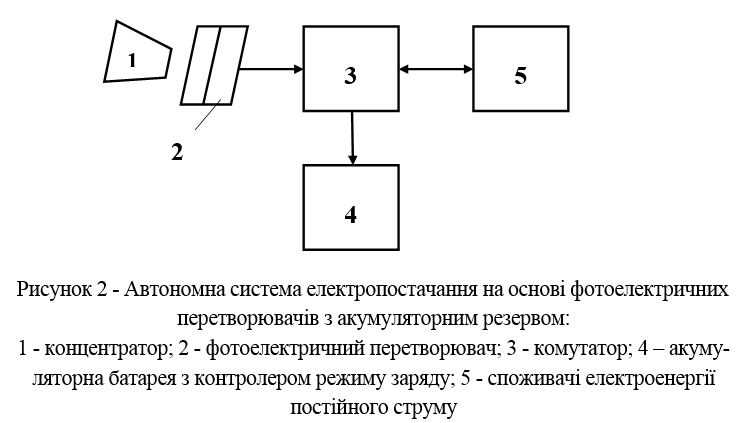 1
2
3
5
4
Рисунок 2 - Автономна система електропостачання на основі фотоелектричних
перетворювачів з акумуляторним резервом:
1 - концентратор; 2 - фотоелектричний перетворювач; 3 - комутатор; 4 – акуму-
ляторна батарея з контролером режиму заряду; 5 - споживачі електроенергії
постійного струму